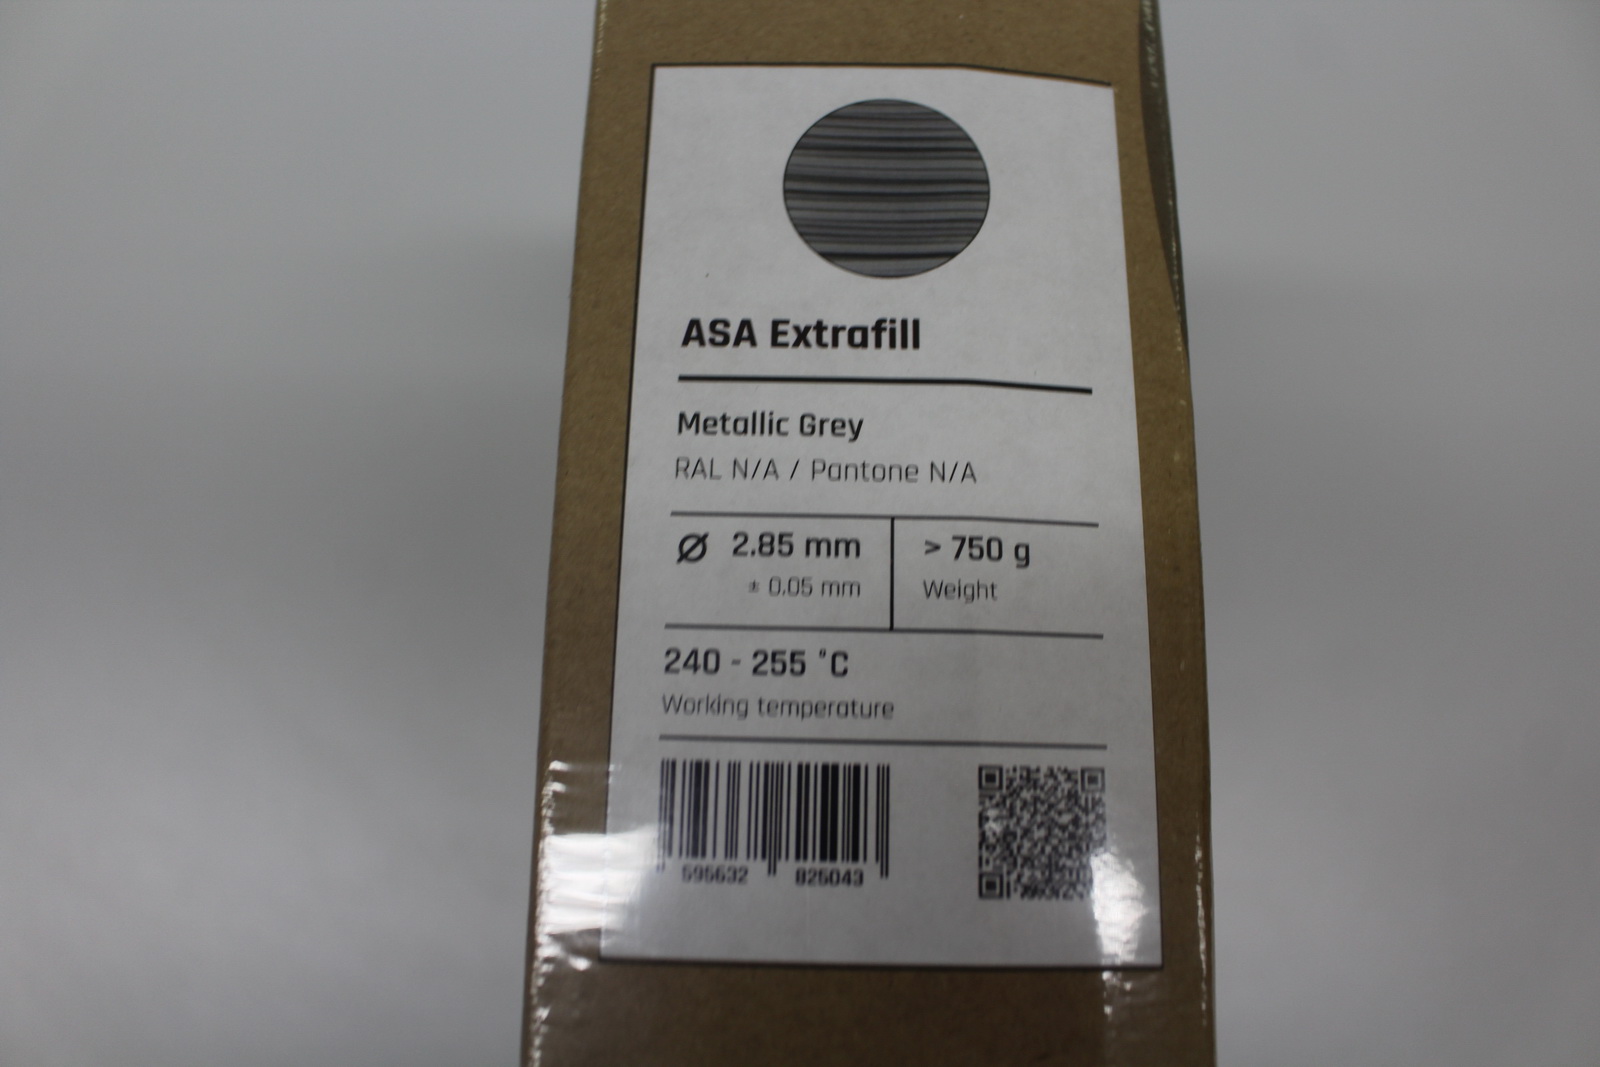 ASA Extrafill
Metallic Grey
RAL N/A / Pantone N/A
Ø 2.85 mm
± 0.05 mm
> 750 g
Weight
240 - 255 °C
Working temperature
595632 825043